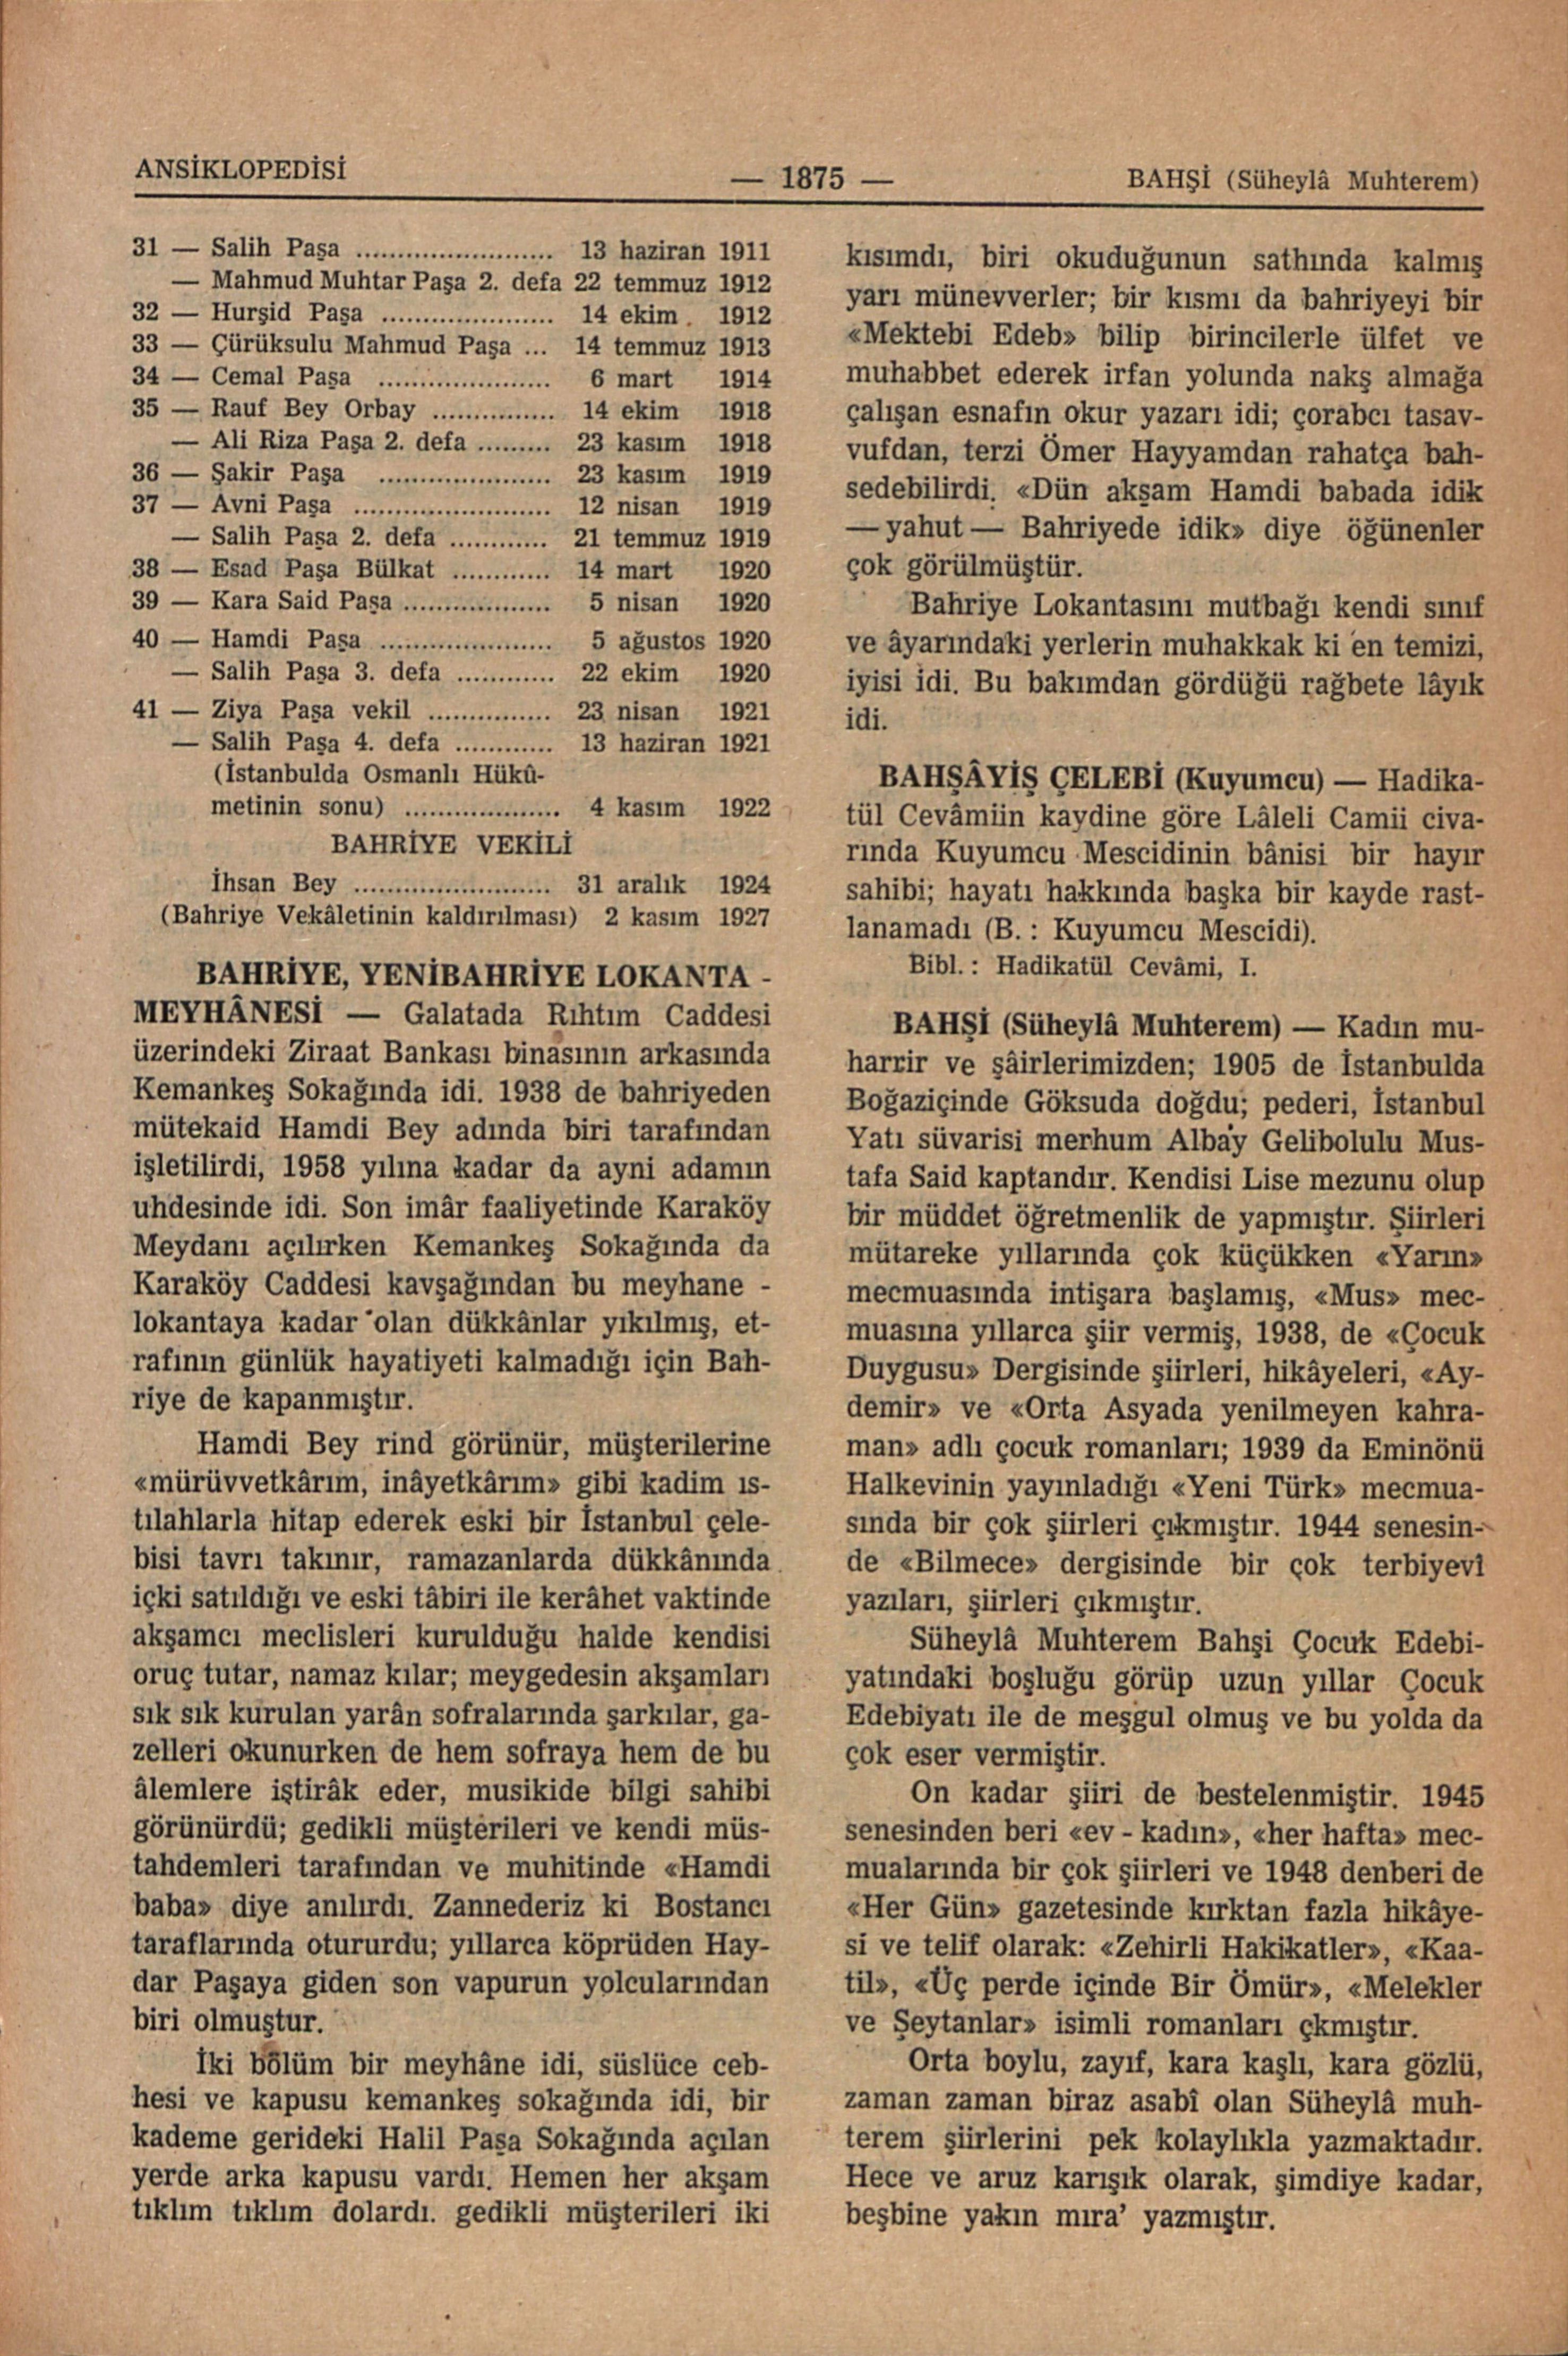 ANSİKLOPEDİSİ
— 1875 —
BAHŞİ (Süheylâ Muhterem)
31 — Salih Paşa ........................ 13 haziran 1911
— Mahmud Muhtar Paşa 2. defa 22 temmuz 1912
32 — Hurşid Paşa ..................... 14 ekim 1912
33 — Çürüksulu Mahmud Paşa ... 14 temmuz 1913
34 — Cemal Paşa ..................... 6 mart 1914
35 — Rauf Bey Orbay ............... 14 ekim 1918
— Ali Riza Paşa 2. defa ......... 23 kasım 1918
36 — Şakir Paşa ..................... 23 kasım 1919
37 — Avni Paşa ........................ 12 nisan 1919
— Salih Paşa 2. defa ............ 21 temmuz 1919
38 — Esad Paşa Bülkat ............ 14 mart 1920
39 — Kara Said Paşa .................. 5 nisan 1920
40 — Hamdi Paşa ..................... 5 ağustos 1920
— Salih Paşa 3. defa ............ 22 ekim 1920
41 — Ziya Paşa vekil ............... 23 nisan 1921
— Salih Paşa 4. defa ............ 13 haziran 1921
(İstanbulda Osmanlı Hükû-
metinin sonu) ................... 4 kasım 1922
BAHRİYE VEKİLİ
İhsan Bey ........................ 31 aralık 1924
(Bahriye Vekâletinin kaldırılması) 2 kasım 1927
BAHRİYE, YENİBAHRİYE LOKANTA -
MEYHÂNESİ — Galatada Rıhtım Caddesi
üzerindeki Ziraat Bankası binasının arkasında
Kemankeş Sokağında idi. 1938 de bahriyeden
mütekaid Hamdi Bey adında biri tarafından
işletilirdi, 1958 yılına kadar da ayni adamın
uhdesinde idi. Son imâr faaliyetinde Karaköy
Meydanı açılırken Kemankeş Sokağında da
Karaköy Caddesi kavşağından bu meyhane -
lokantaya kadar olan dükkânlar yıkılmış, et-
rafının günlük hayatiyeti kalmadığı için Bah-
riye de kapanmıştır.
Hamdi Bey rind görünür, müşterilerine
«mürüvvetkârım, inâyetkârım» gibi kadim ıs-
tılahlarla hitap ederek eski bir İstanbul çele-
bisi tavrı takınır, ramazanlarda dükkânında
içki satıldığı ve eski tâbiri ile kerâhet vaktinde
akşamcı meclisleri kurulduğu halde kendisi
oruç tutar, namaz kılar; meygedesin akşamları
sık sık kurulan yarân sofralarında şarkılar, ga-
zelleri okunurken de hem sofraya hem de bu
âlemlere iştirâk eder, musikide bilgi sahibi
görünürdü; gedikli müşterileri ve kendi müs-
tahdemleri tarafından ve muhitinde «Hamdi
baba» diye anılırdı. Zannederiz ki Bostancı
taraflarında otururdu; yıllarca köprüden Hay-
dar Paşaya giden son vapurun yolcularından
biri olmuştur.
İki bölüm bir meyhâne idi, süslüce ceb-
hesi ve kapusu kemankeş sokağında idi, bir
kademe gerideki Halil Paşa Sokağında açılan
yerde arka kapusu vardı. Hemen her akşam
tıklım tıklım dolardı. gedikli müşterileri iki
kısımdı, biri okuduğunun sathında kalmış
yarı münevverler; bir kısmı da bahriyeyi bir
«Mektebi Edeb» bilip birincilerle ülfet ve
muhabbet ederek irfan yolunda nakş almağa
çalışan esnafın okur yazarı idi; çorabcı tasav-
vufdan, terzi Ömer Hayyamdan rahatça bah-
sedebilirdi. «Dün akşam Hamdi babada idik
— yahut — Bahriyede idik» diye öğünenler
çok görülmüştür.
Bahriye Lokantasını mutbağı kendi sınıf
ve âyarındaki yerlerin muhakkak ki en temizi,
iyisi idi. Bu bakımdan gördüğü rağbete lâyık
idi.
BAHŞÂYİŞ ÇELEBİ (Kuyumcu) — Hadika-
tül Cevâmiin kaydine göre Lâleli Camii civa-
rında Kuyumcu Mescidinin bânisi bir hayır
sahibi; hayatı hakkında başka bir kayde rast-
lanamadı (B. : Kuyumcu Mescidi).
Bibl. : Hadikatül Cevâmi, I.
BAHŞİ (Süheylâ Muhterem) — Kadın mu-
harrir ve şâirlerimizden; 1905 de İstanbulda
Boğaziçinde Göksuda doğdu; pederi, İstanbul
Yatı süvarisi merhum Albay Gelibolulu Mus-
tafa Said kaptandır. Kendisi Lise mezunu olup
bir müddet öğretmenlik de yapmıştır. Şiirleri
mütareke yıllarında çok küçükken «Yarın»
mecmuasında intişara başlamış, «Mus» mec-
muasına yıllarca şiir vermiş, 1938, de «Çocuk
Duygusu» Dergisinde şiirleri, hikâyeleri, «Ay-
demir» ve «Orta Asyada yenilmeyen kahra-
man» adlı çocuk romanları; 1939 da Eminönü
Halkevinin yayınladığı «Yeni Türk» mecmua-
sında bir çok şiirleri çıkmıştır. 1944 senesin-
de «Bilmece» dergisinde bir çok terbiyevî
yazıları, şiirleri çıkmıştır.
Süheylâ Muhterem Bahşi Çocuk Edebi-
yatındaki boşluğu görüp uzun yıllar Çocuk
Edebiyatı ile de meşgul olmuş ve bu yolda da
çok eser vermiştir.
On kadar şiiri de bestelenmiştir. 1945
senesinden beri «ev - kadın», «her hafta» mec-
mualarında bir çok şiirleri ve 1948 denberi de
«Her Gün» gazetesinde kırktan fazla hikâye-
si ve telif olarak: «Zehirli Hakikatler», «Kaa-
til», «Üç perde içinde Bir Ömür», «Melekler
ve Şeytanlar» isimli romanları çkmıştır.
Orta boylu, zayıf, kara kaşlı, kara gözlü,
zaman zaman biraz asabî olan Süheylâ muh-
terem şiirlerini pek kolaylıkla yazmaktadır.
Hece ve aruz karışık olarak, şimdiye kadar,
beşbine yakın mıra' yazmıştır.